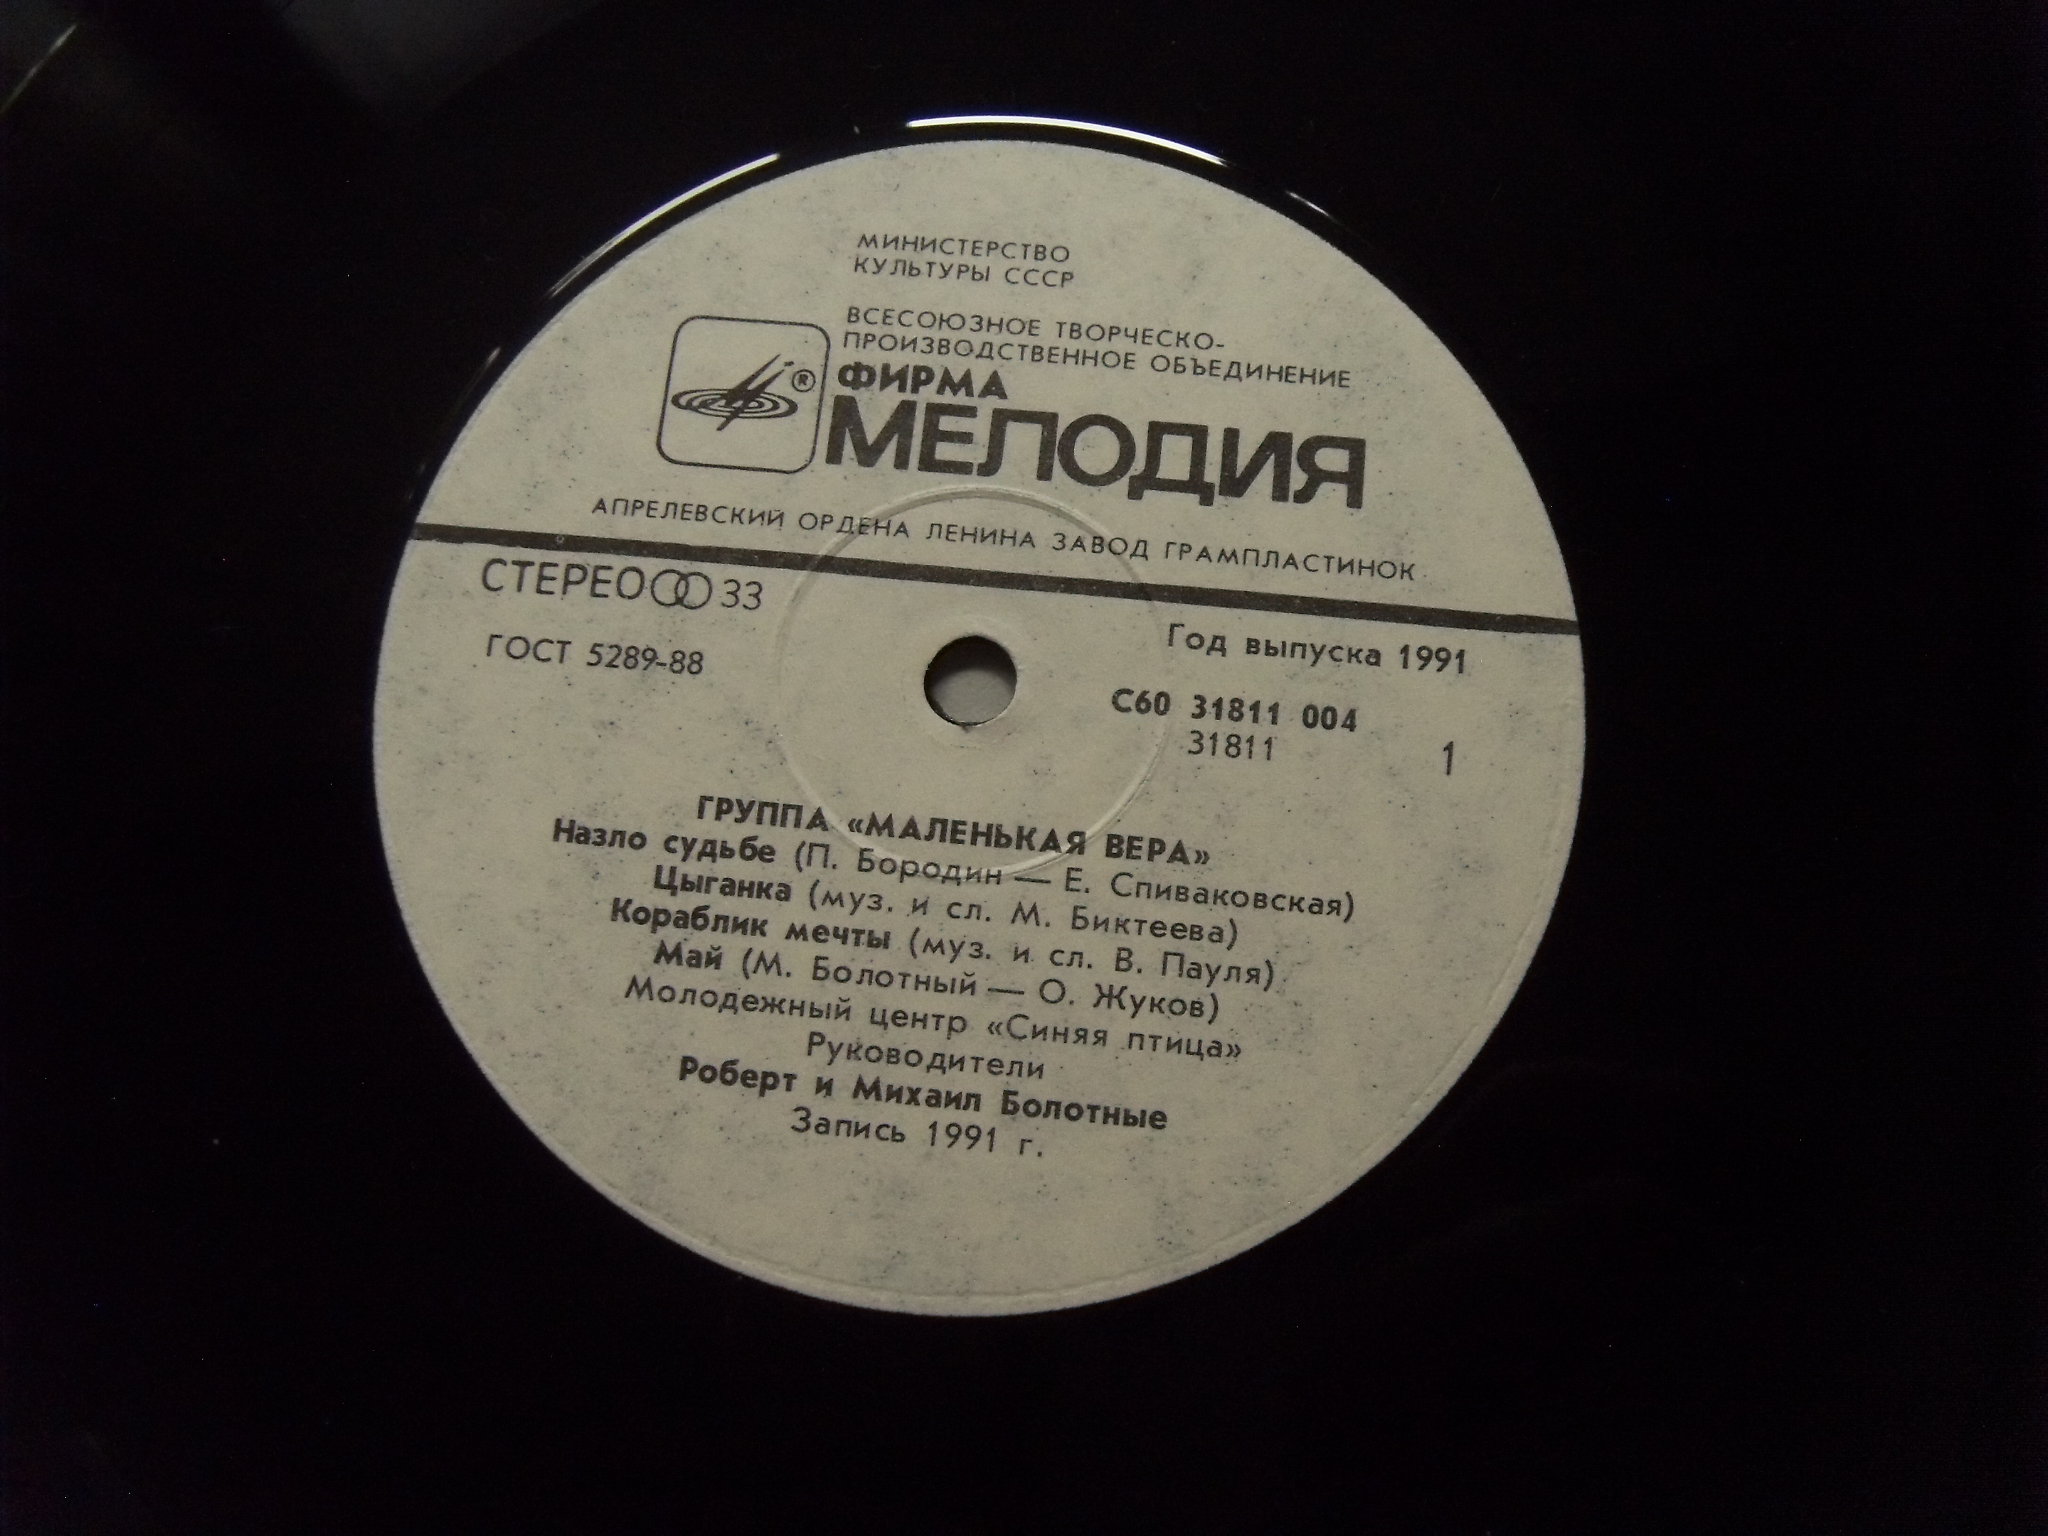 МИНИСТЕРСТВО
КУЛЬТУРЫ СССР
ВСЕСОЮЗНОЕ ТВОРЧЕСКО-
ПРОИЗВОДСТВЕННОЕ ОБЪЕДИНЕНИЕ
®
ФИРМА
МЕЛОДИЯ
АПРЕЛЕВСКИЙ ОРДЕНА ЛЕНИНА ЗАВОД ГРАМПЛАСТИНОК
СТЕРЕО 33
ГОСТ 5289-88
Год выпуска 1991
С60 31811 004
31811
1
ГРУППА «МАЛЕНЬКАЯ ВЕРА»
Назло судьбе (П. Бородин — Е. Спиваковская)
Цыганка (муз. и сл. М. Биктеева)
Кораблик мечты (муз. и сл. В. Пауля)
Май (М. Болотный — О. Жуков)
Молодежный центр «Синяя птица»
Руководители
Роберт и Михаил Болотные
Запись 1991 г.